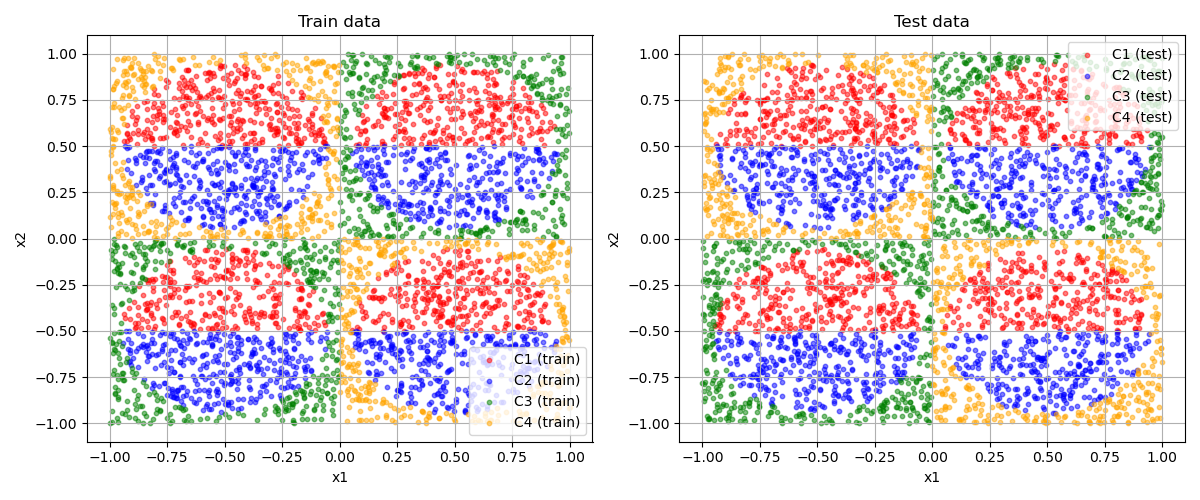 Train data
1.00
0.75
0.50
0.25
0.00
−0.25
−0.50
−0.75
−1.00
x2
−1.00 −0.75 −0.50 −0.25 0.00 0.25 0.50 0.75 1.00
x1
C1 (train)
C2 (train)
C3 (train)
C4 (train)
Test data
1.00
0.75
0.50
0.25
0.00
−0.25
−0.50
−0.75
−1.00
x2
−1.00 −0.75 −0.50 −0.25 0.00 0.25 0.50 0.75 1.00
x1
C1 (test)
C2 (test)
C3 (test)
C4 (test)